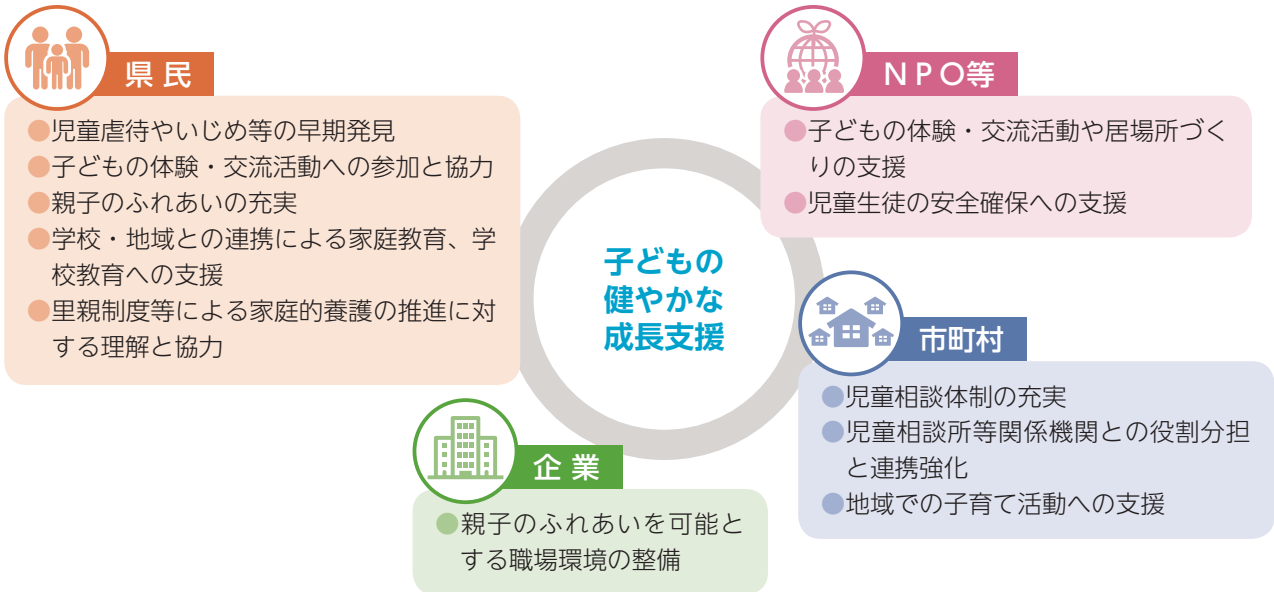 県民
●児童虐待やいじめ等の早期発見
●子どもの体験・交流活動への参加と協力
●親子のふれあいの充実
●学校・地域との連携による家庭教育、学
校教育への支援
●里親制度等による家庭的養護の推進に対
する理解と協力
NPO等
●子どもの体験・交流活動や居場所づく
りの支援
●児童生徒の安全確保への支援
子どもの
健やかな
成長支援
市町村
●児童相談体制の充実
●児童相談所等関係機関との役割分担
と連携強化
●地域での子育て活動への支援
企業
●親子のふれあいを可能と
する職場環境の整備